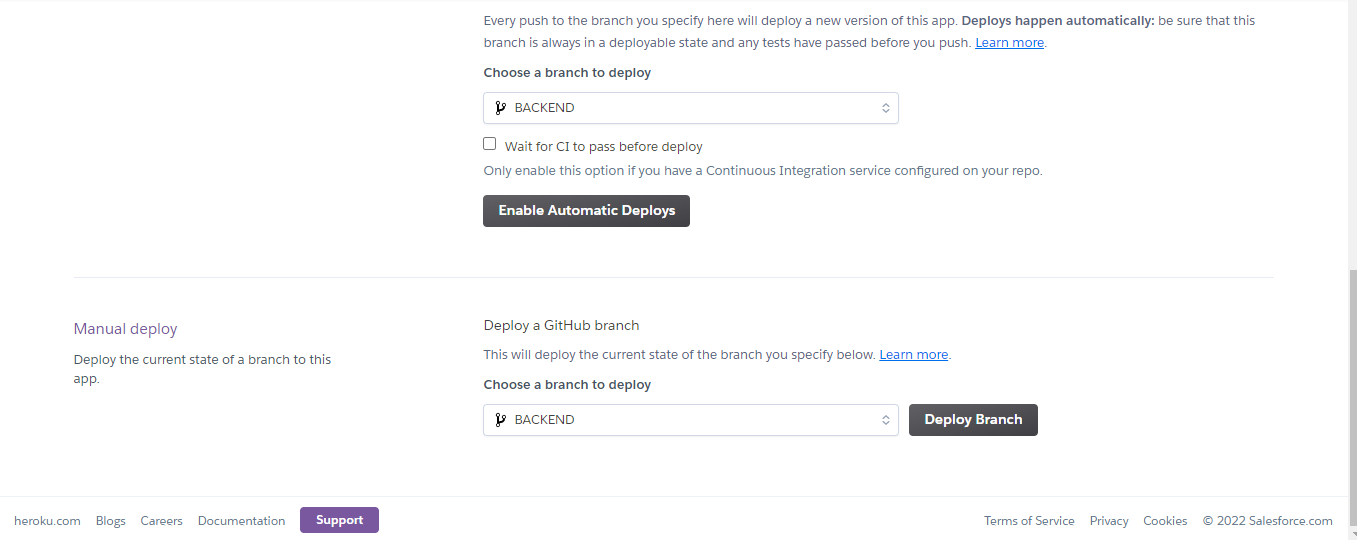 Every push to the branch you specify here will deploy a new version of this app. Deploys happen automatically: be sure that this
branch is always in a deployable state and any tests have passed before you push. Learn more.
Choose a branch to deploy
BACKEND
Wait for CI to pass before deploy
Only enable this option if you have a Continuous Integration service configured on your repo.
Enable Automatic Deploys
Manual deploy
Deploy the current state of a branch to this
app.
Deploy a GitHub branch
This will deploy the current state of the branch you specify below. Learn more.
Choose a branch to deploy
BACKEND
Deploy Branch
heroku.com Blogs Careers Documentation Support Terms of Service Privacy Cookies © 2022 Salesforce.com